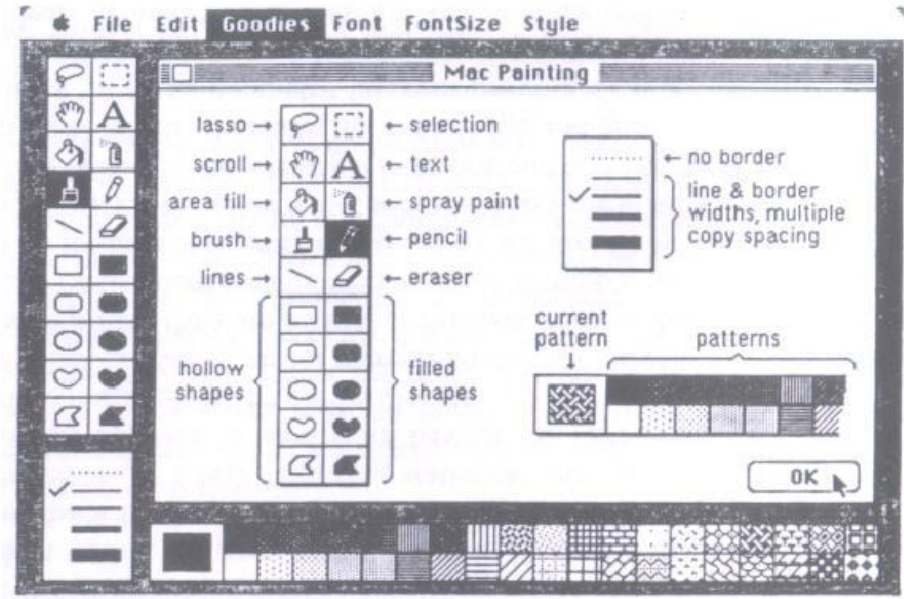 File Edit Goodies Font FontSize Style
Mac Painting
lasso → ← selection
scroll → A ← text
area fill → ← spray paint
brush → ← pencil
lines → ← eraser
hollow
shapes
filled
shapes
← no border
line & border
widths, multiple
copy spacing
current
pattern
patterns
OK
A